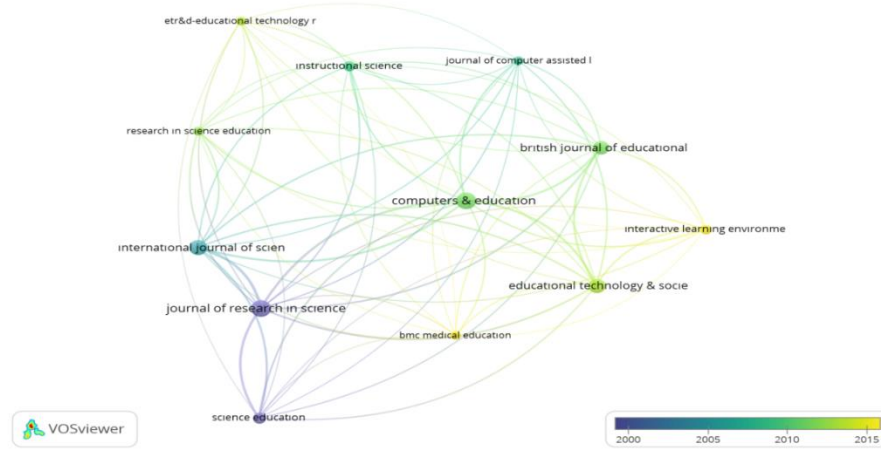 etr&d-educational technology r
instructional science
journal of computer assisted l
research in science education
british journal of educational
computers & education
interactive learning environme
international journal of scien
educational technology & socie
journal of research in science
bmc medical education
science education
VOSviewer
2000 2005 2010 2015